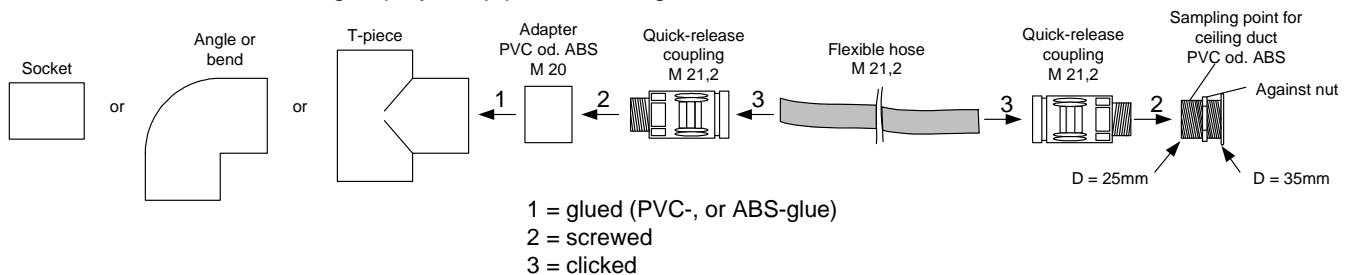 Socket
or
Angle or
bend
or
T-piece
1
Adapter
PVC od. ABS
M 20
2
Quick-release
coupling
M 21,2
3
Flexible hose
M 21,2
3
Quick-release
coupling
M 21,2
2
Sampling point for
ceiling duct
PVC od. ABS
Against nut
D = 25mm
D = 35mm
1 = glued (PVC-, or ABS-glue)
2 = screwed
3 = clicked